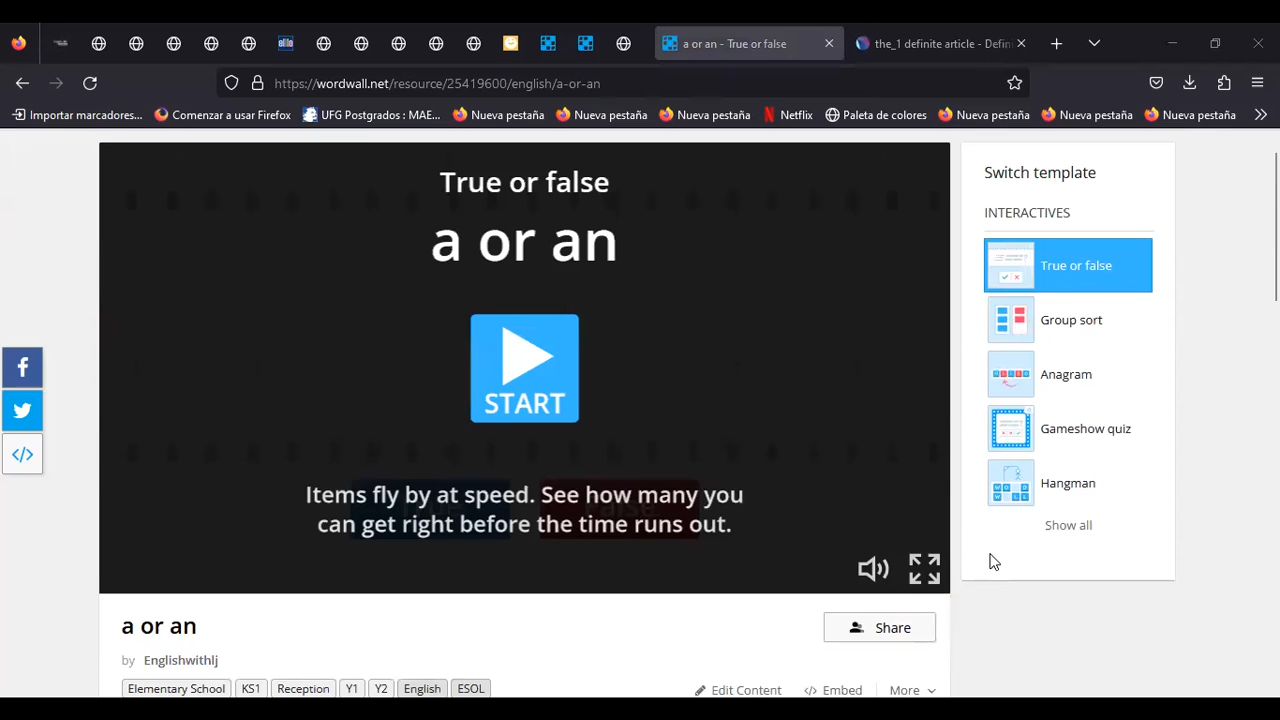 a or an - True or false
the_1 definite article - Defin
https://wordwall.net/resource/25419600/english/a-or-an
Importar marcadores...
Comenzar a usar Firefox
UFG Postgrados : MAE...
Nueva pestaña
Nueva pestaña
Nueva pestaña
Netflix
Paleta de colores
Nueva pestaña
Nueva pestaña
Nueva pestaña
True or false
a or an
START
Items fly by at speed. See how many you
can get right before the time runs out.
Switch template
INTERACTIVES
True or false
Group sort
Anagram
Gameshow quiz
Hangman
Show all
a or an
Share
by Englishwithlj
Elementary School KS1 Reception Y1 Y2 English ESOL
Edit Content
Embed
More